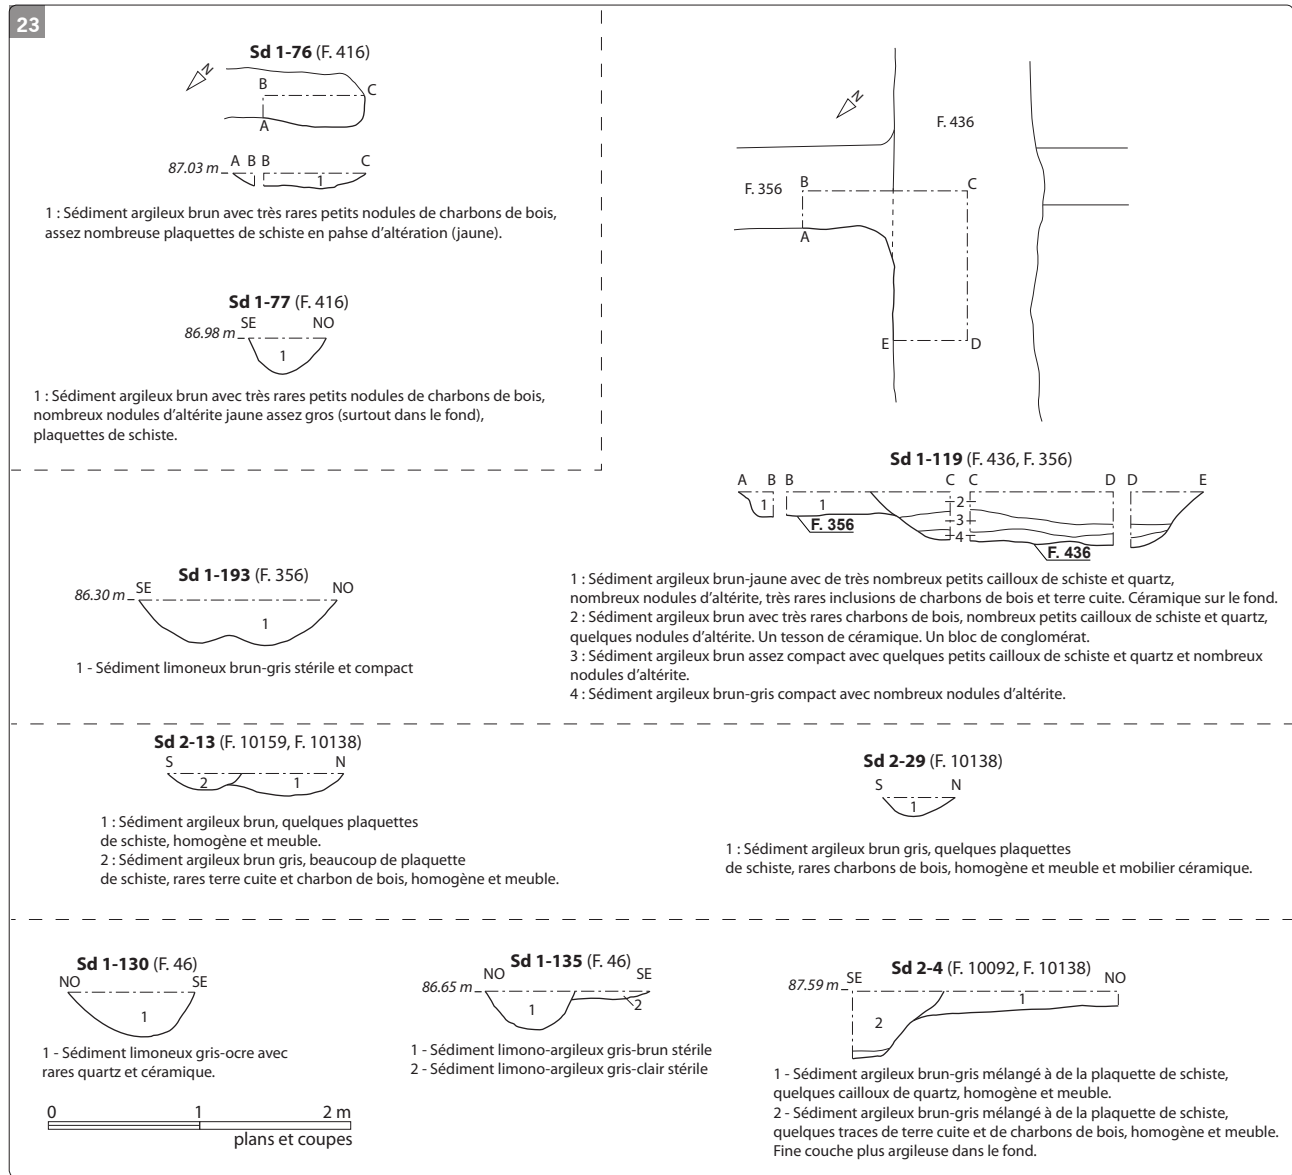 23
Sd 1-76 (F. 416)
N
B
C
A
87.03 m A B B C
1
1 : Sédiment argileux brun avec très rares petits nodules de charbons de bois,
assez nombreuse plaquettes de schiste en pahse d'altération (jaune).
Sd 1-77 (F. 416)
SE NO
86.98 m
1
1 : Sédiment argileux brun avec très rares petits nodules de charbons de bois,
nombreux nodules d'altérite jaune assez gros (surtout dans le fond),
plaquettes de schiste.
N
F. 436
F. 356 B C
A
E D
Sd 1-119 (F. 436, F. 356)
A B B C C D D E
1 1 2
3
4
F. 356
F. 436
1 : Sédiment argileux brun-jaune avec de très nombreux petits cailloux de schiste et quartz,
nombreux nodules d'altérite, très rares inclusions de charbons de bois et terre cuite. Céramique sur le fond.
2 : Sédiment argileux brun avec très rares charbons de bois, nombreux petits cailloux de schiste et quartz,
quelques nodules d'altérite. Un tesson de céramique. Un bloc de conglomérat.
3 : Sédiment argileux brun assez compact avec quelques petits cailloux de schiste et quartz et nombreux
nodules d'altérite.
4 : Sédiment argileux brun-gris compact avec nombreux nodules d'altérite.
Sd 1-193 (F. 356)
86.30 m SE NO
1
1 - Sédiment limoneux brun-gris stérile et compact
Sd 2-13 (F. 10159, F. 10138)
S N
2 1
1 : Sédiment argileux brun, quelques plaquettes
de schiste, homogène et meuble.
2 : Sédiment argileux brun gris, beaucoup de plaquette
de schiste, rares terre cuite et charbon de bois, homogène et meuble.
Sd 2-29 (F. 10138)
S N
1
1 : Sédiment argileux brun gris, quelques plaquettes
de schiste, rares charbons de bois, homogène et meuble et mobilier céramique.
Sd 1-130 (F. 46)
NO SE
1
1 - Sédiment limoneux gris-ocre avec
rares quartz et céramique.
0 1 2 m
plans et coupes
Sd 1-135 (F. 46)
NO SE
86.65 m
1 2
1 - Sédiment limono-argileux gris-brun stérile
2 - Sédiment limono-argileux gris-clair stérile
Sd 2-4 (F. 10092, F. 10138)
87.59 m SE NO
1
2
1 - Sédiment argileux brun-gris mélangé à de la plaquette de schiste,
quelques cailloux de quartz, homogène et meuble.
2 - Sédiment argileux brun-gris mélangé à de la plaquette de schiste,
quelques traces de terre cuite et de charbons de bois, homogène et meuble.
Fine couche plus argileuse dans le fond.